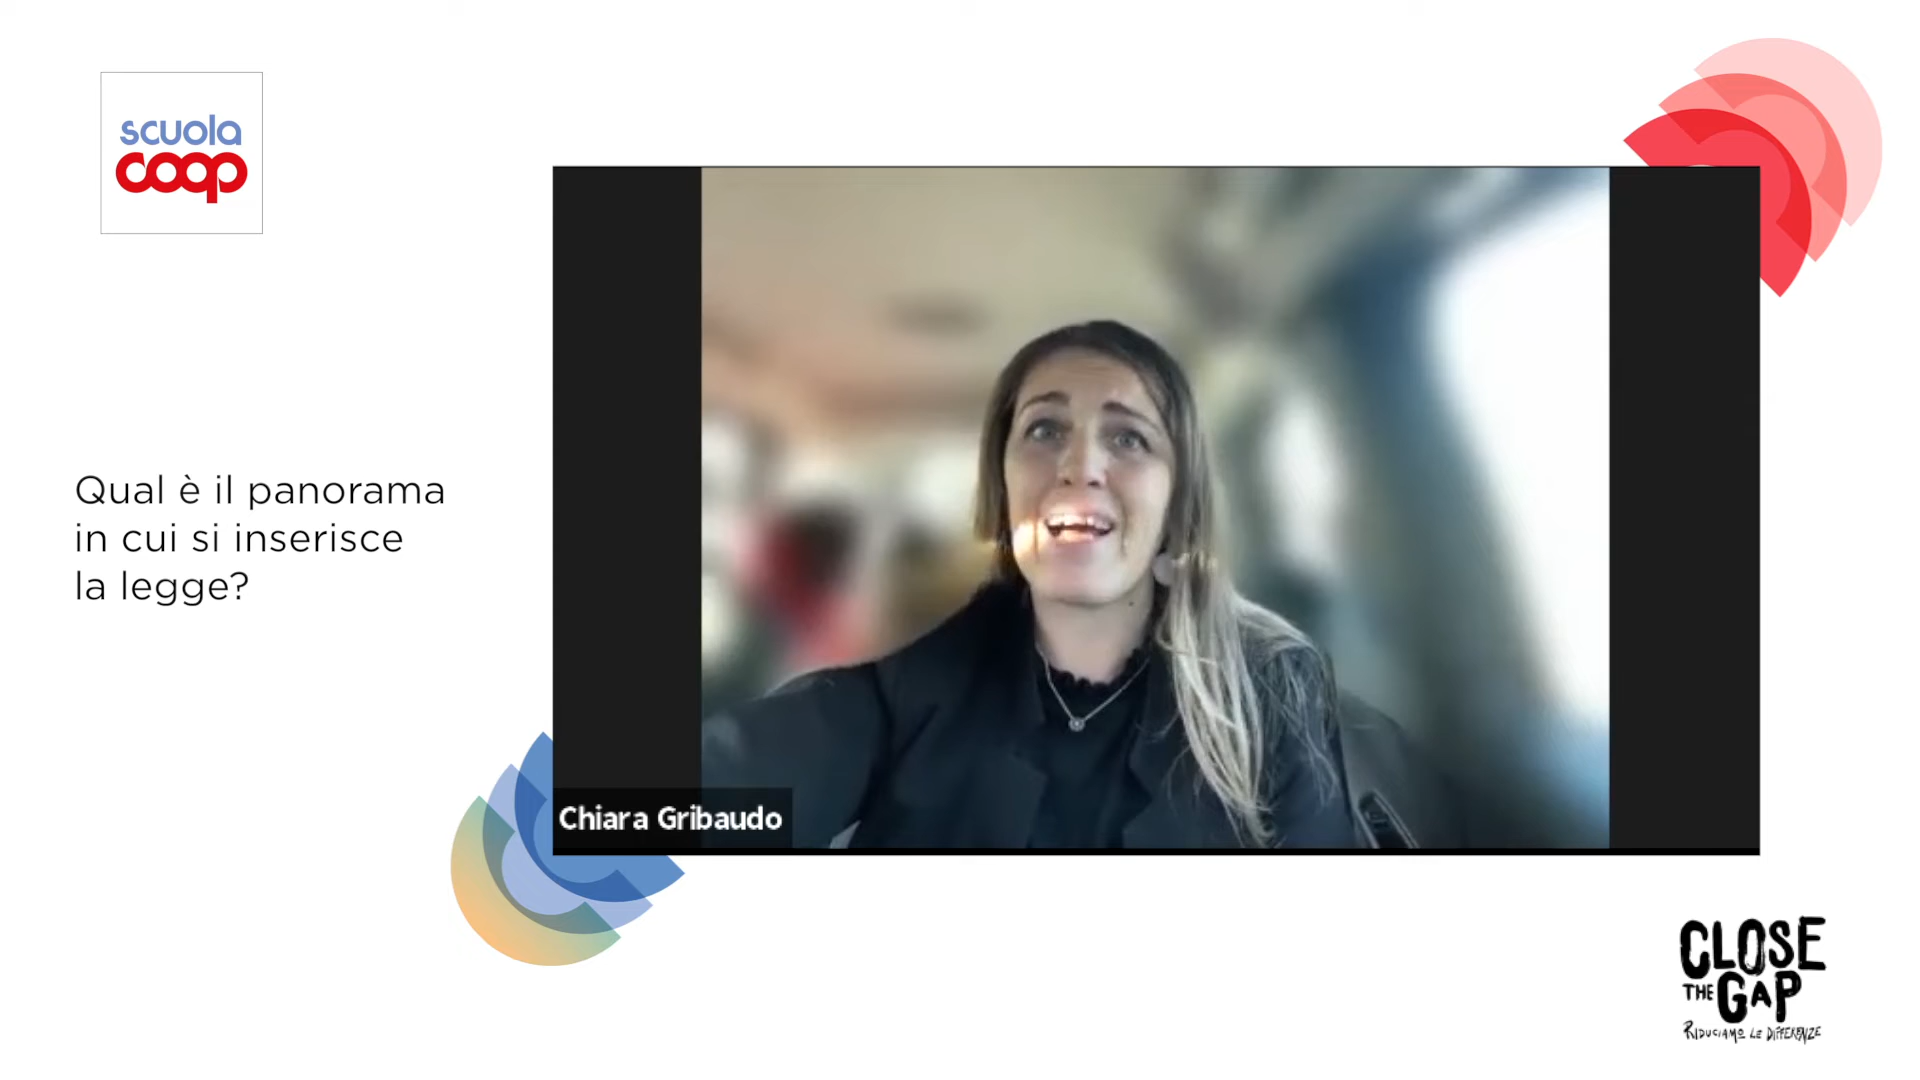 scuola
coop
Qual è il panorama
in cui si inserisce
la legge?
Chiara Gribaudo
CLOSE
THE GAP
RIDUCIAMO LE DIFFERENZE